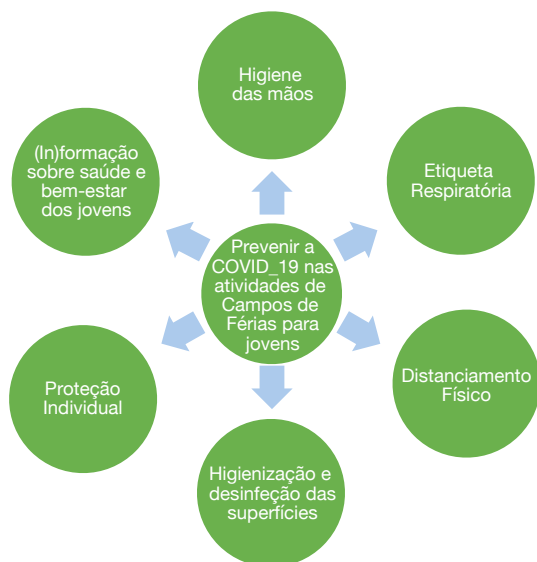 Higiene
das mãos
(In)formação
sobre saúde e
bem-estar
dos jovens
Etiqueta
Respiratória
Prevenir a
COVID_19 nas
atividades de
Campos de
Férias para
jovens
Proteção
Individual
Distanciamento
Físico
Higienização e
desinfeção das
superfícies